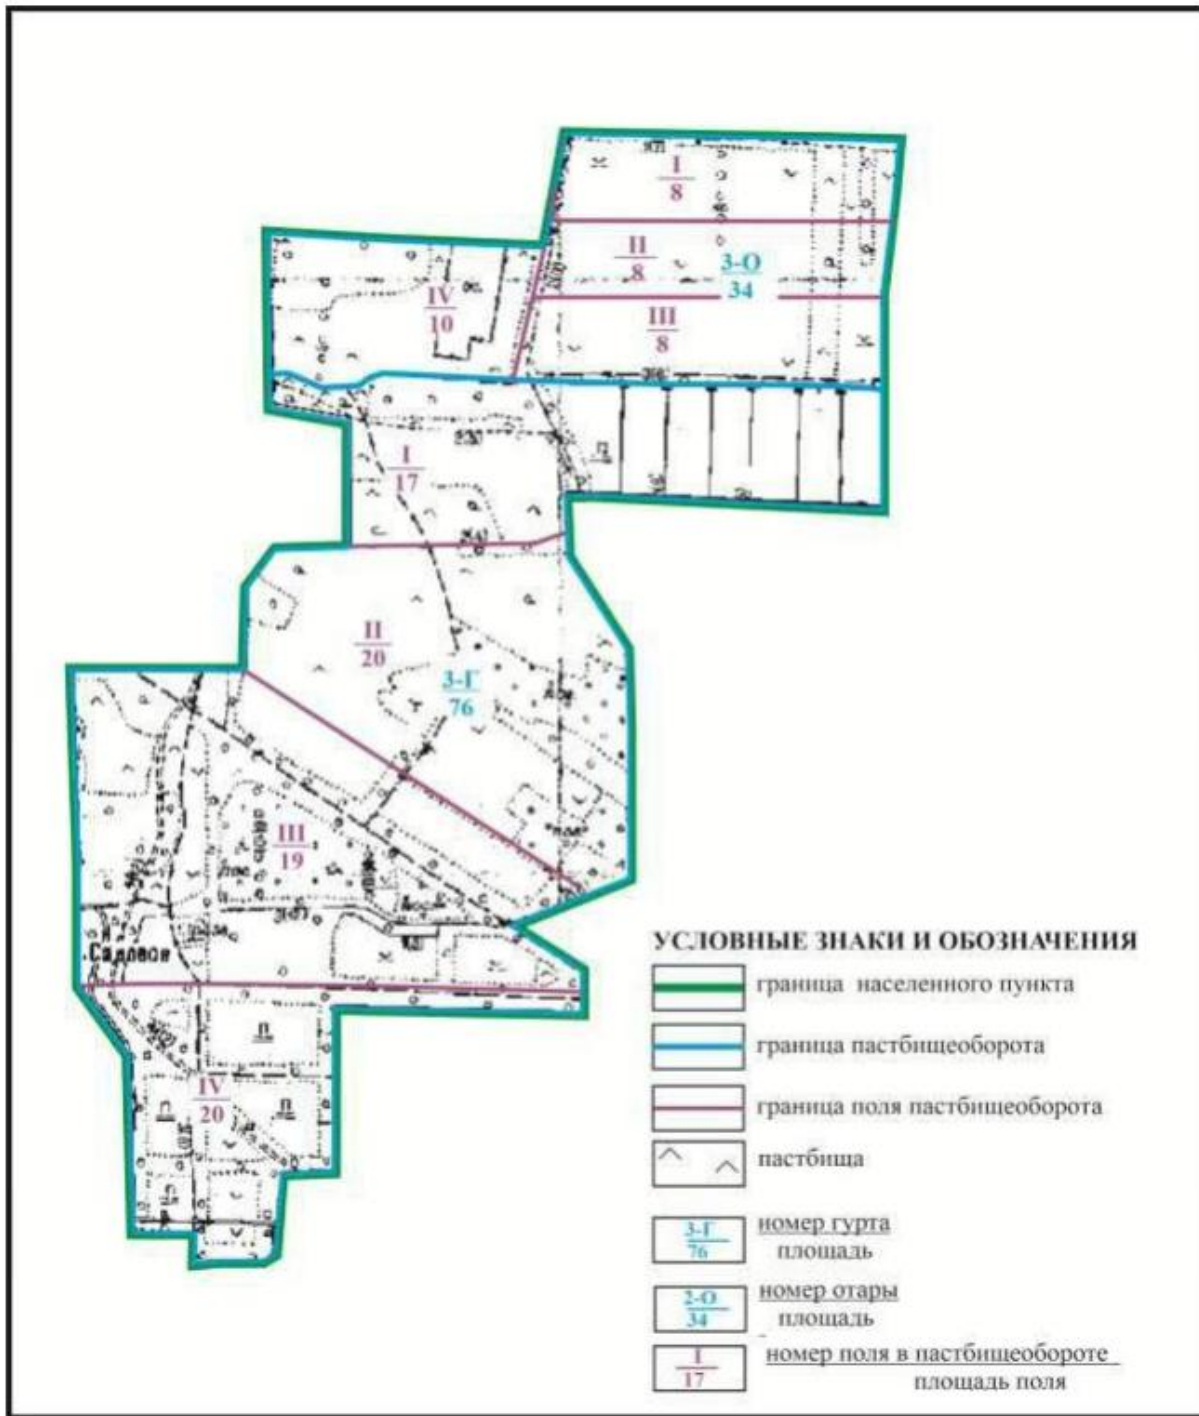 I
8
II
8
3-О
34
IV
10
III
8
I
17
II
20
3-Г
76
III
19
Садовое
П
IV
20
П
П
УСЛОВНЫЕ ЗНАКИ И ОБОЗНАЧЕНИЯ
граница населенного пункта
граница пастбищеоборота
граница поля пастбищеоборота
пастбища
3-Г
76
номер гурта
площадь
2-О
34
номер отары
площадь
I
17
номер поля в пастбищеобороте
площадь поля